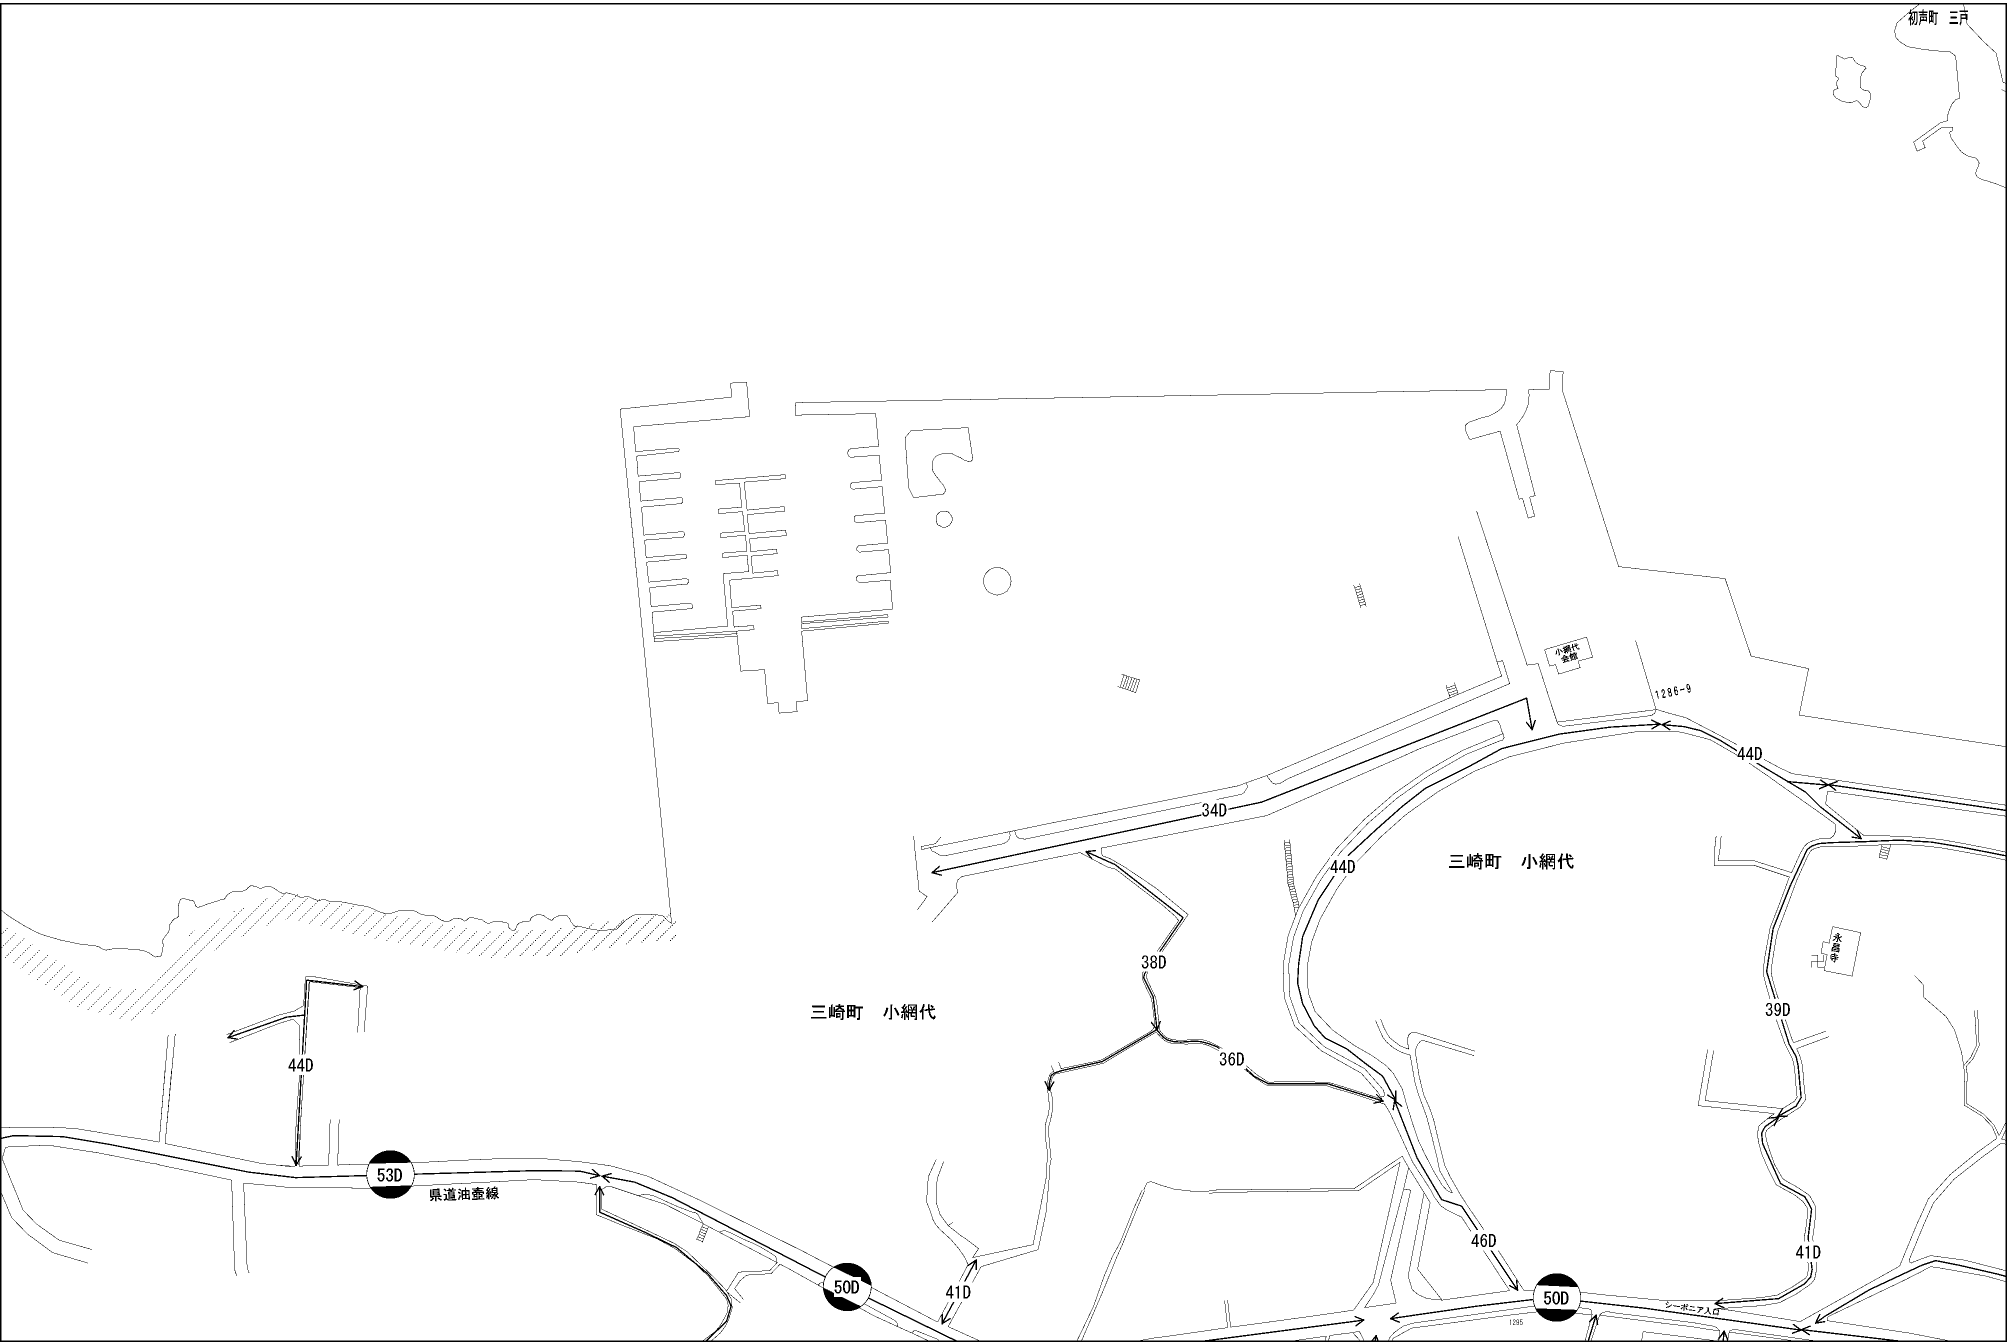 初声町 三戸
小網代
会館
1286-9
44D
34D
44D
三崎町 小網代
永昌寺
38D
39D
三崎町 小網代
36D
44D
53D
県道油壺線
46D
41D
50D
41D
50D
シーボニア入口
1295